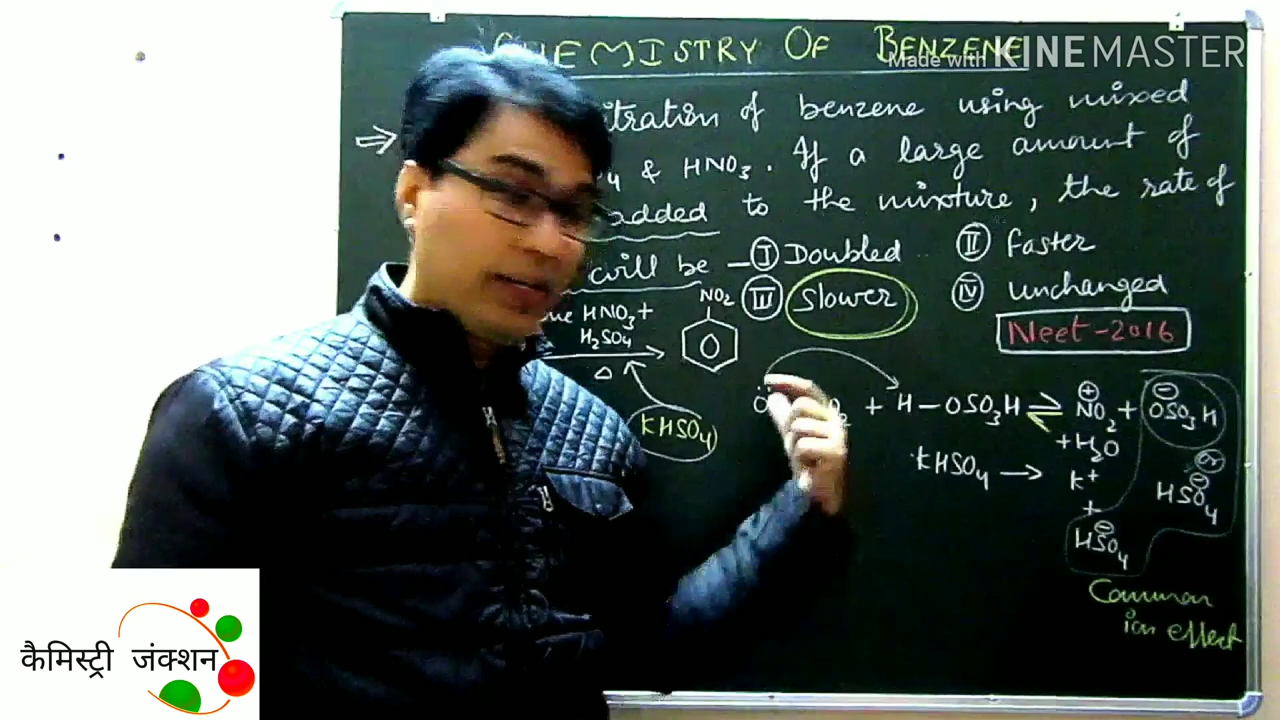 CHEMISTRY OF BENZENE
Made with KINEMASTER
itration of benzene using mixed
4 & HNO3. If a large amount of
added to the mixture, the rate of
will be – I Doubled II faster
III Slower IV unchanged
Neet-2016
HNO3 +
H2SO4
Δ
NO2
KHSO4
+ H – OSO3H ⇌ ⊕NO2 + ⊖OSO3H
+ H2O
or
HSO4⊖
KHSO4 → K+
+
HSO4⊖
Common
ion effect
कैमिस्ट्री जंक्शन